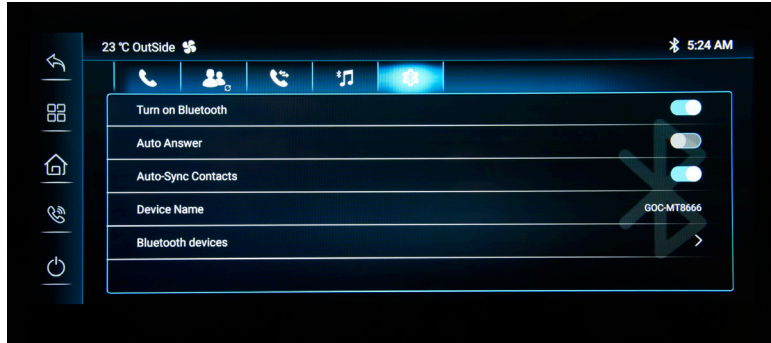 23 ℃ OutSide
5:24 AM
Turn on Bluetooth
Auto Answer
Auto-Sync Contacts
Device Name
GOC-MT8666
Bluetooth devices